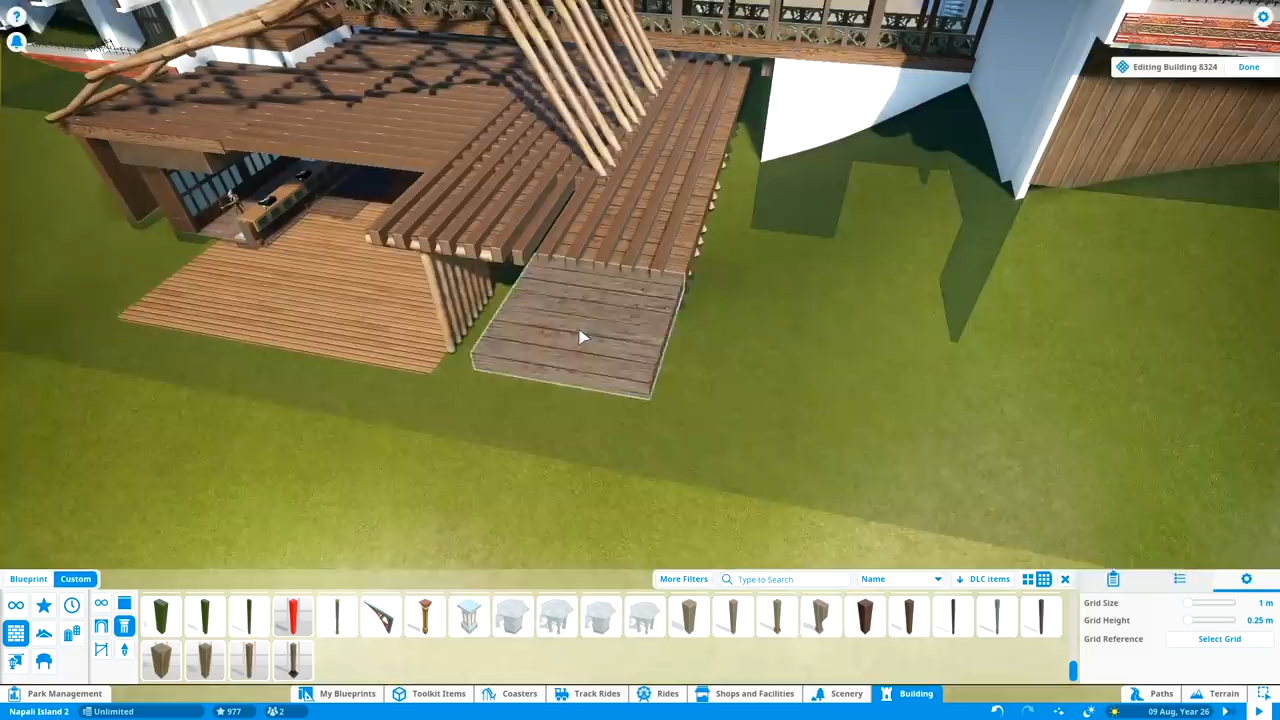 ?
Editing Building 8324 Done
Blueprint Custom
More Filters Type to Search Name DLC items
Grid Size 1 m
Grid Height 0.25 m
Grid Reference Select Grid
Park Management My Blueprints Toolkit Items Coasters Track Rides Rides Shops and Facilities Scenery Building Paths Terrain
Napali Island 2 Unlimited 977 2 09 Aug, Year 26